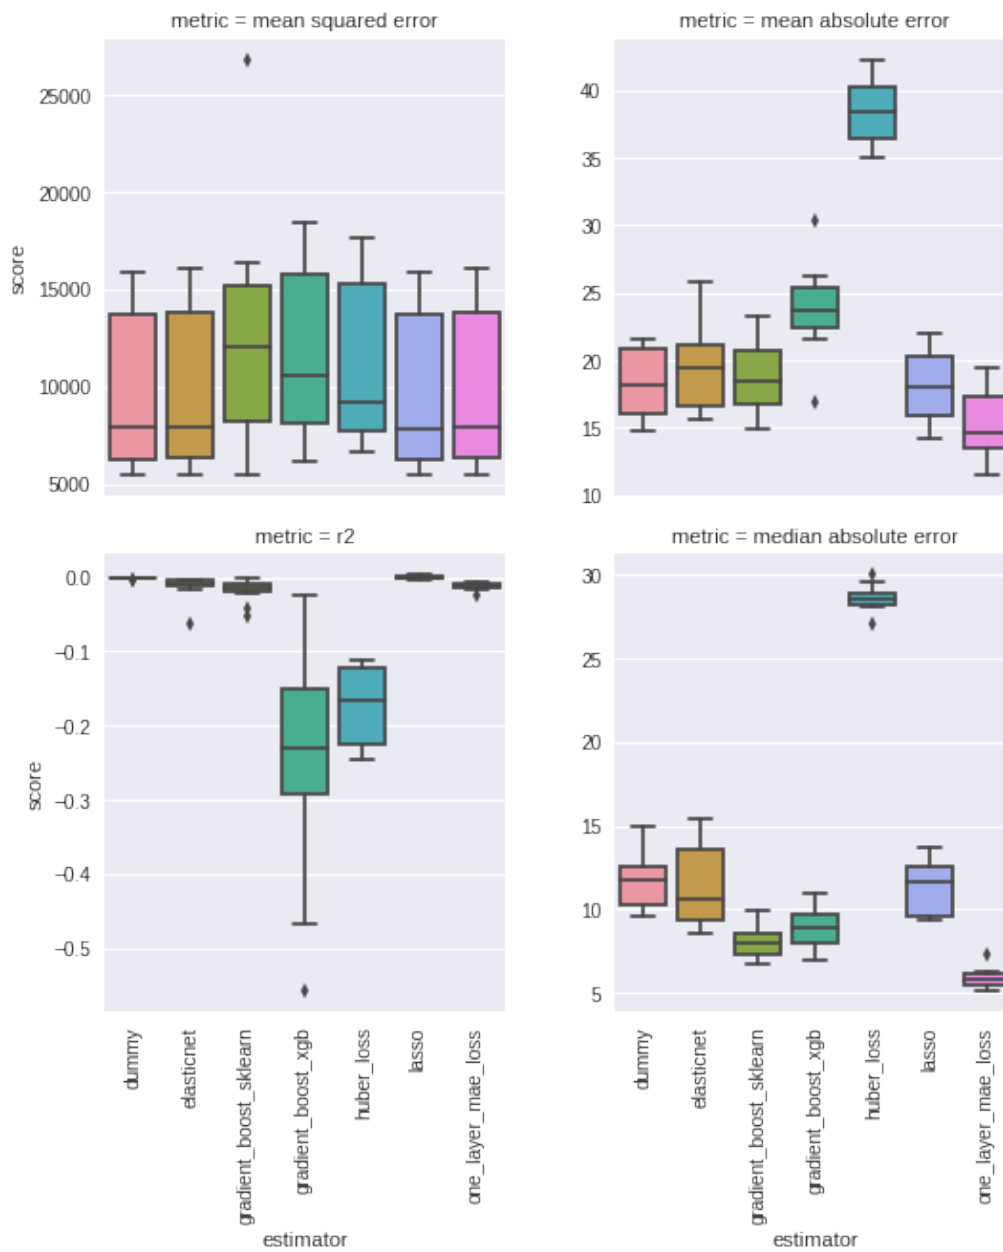 metric = mean squared error
25000
20000
15000
10000
5000
score
metric = mean absolute error
40
35
30
25
20
15
10
metric = r2
0.0
−0.1
−0.2
−0.3
−0.4
−0.5
score
dummy
elasticnet
gradient_boost_sklearn
gradient_boost_xgb
huber_loss
lasso
one_layer_mae_loss
estimator
metric = median absolute error
30
25
20
15
10
5
dummy
elasticnet
gradient_boost_sklearn
gradient_boost_xgb
huber_loss
lasso
one_layer_mae_loss
estimator